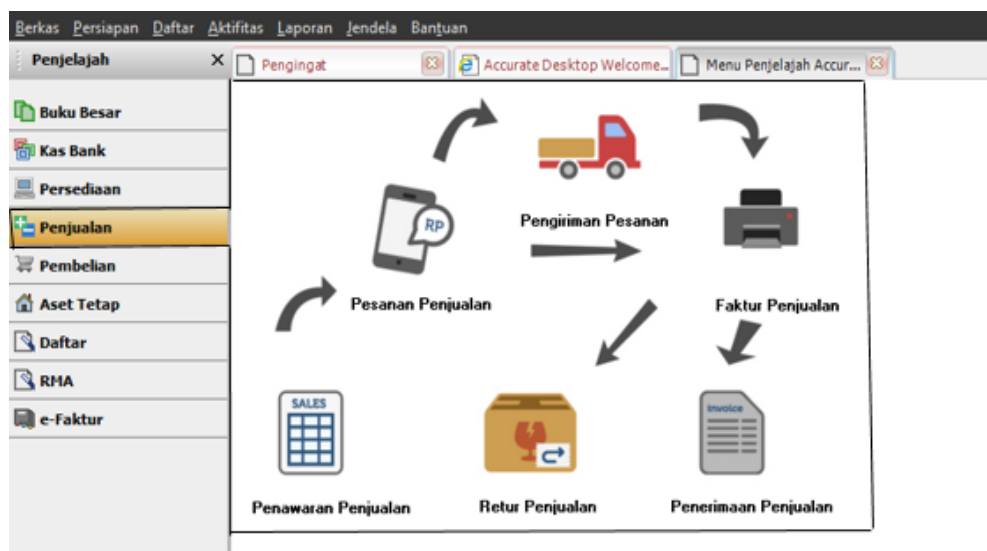 Berkas Persiapan Daftar Aktifitas Laporan Jendela Bantuan
Penjelajah X
Pengingat
Accurate Desktop Welcome...
Menu Penjelajah Accur...
Buku Besar
Kas Bank
Persediaan
Penjualan
Pembelian
Aset Tetap
Daftar
RMA
e-Faktur
RP
Pengiriman Pesanan
Pesanan Penjualan
Faktur Penjualan
SALES
Invoice
Penawaran Penjualan
Retur Penjualan
Penerimaan Penjualan